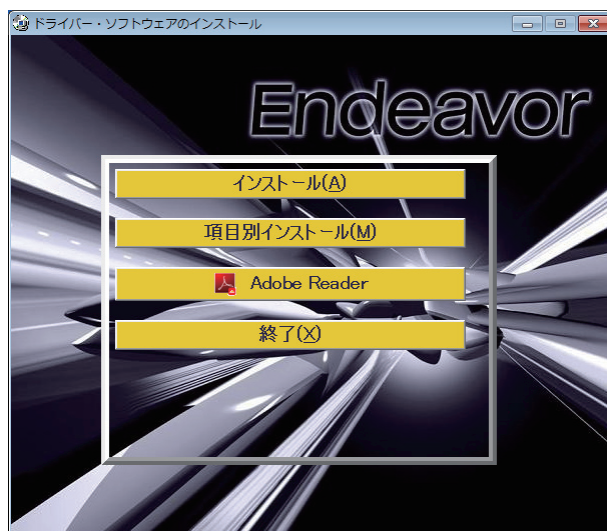 ドライバー・ソフトウェアのインストール
Endeavor
インストール(A)
項目別インストール(M)
Adobe Reader
終了(X)